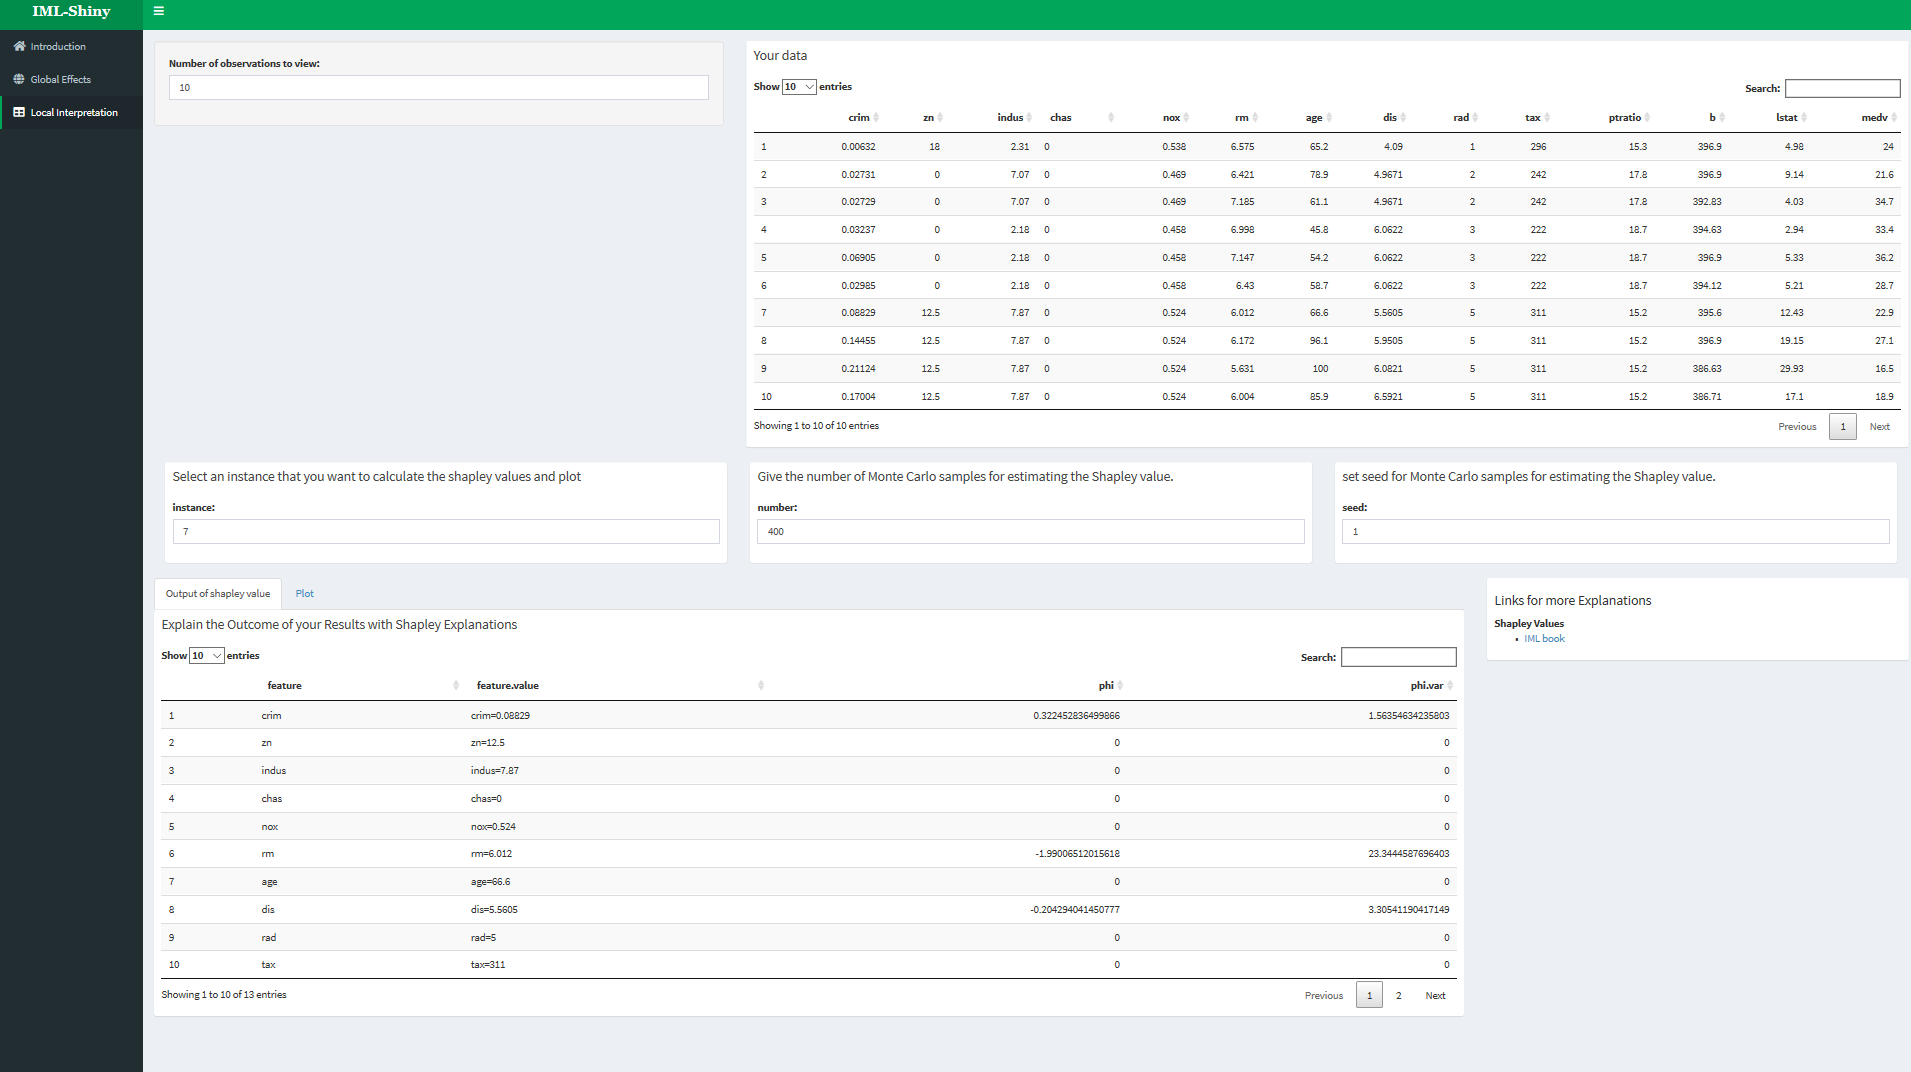 IML-Shiny
Introduction
Global Effects
Local Interpretation
Number of observations to view:
10
Your data
Show 10 entries
Search:
crim zn indus chas nox rm age dis rad tax ptratio b lstat medv
1 0.00632 18 2.31 0 0.538 6.575 65.2 4.09 1 296 15.3 396.9 4.98 24
2 0.02731 0 7.07 0 0.469 6.421 78.9 4.9671 2 242 17.8 396.9 9.14 21.6
3 0.02729 0 7.07 0 0.469 7.185 61.1 4.9671 2 242 17.8 392.83 4.03 34.7
4 0.03237 0 2.18 0 0.458 6.998 45.8 6.0622 3 222 18.7 394.63 2.94 33.4
5 0.06905 0 2.18 0 0.458 7.147 54.2 6.0622 3 222 18.7 396.9 5.33 36.2
6 0.02985 0 2.18 0 0.458 6.43 58.7 6.0622 3 222 18.7 394.12 5.21 28.7
7 0.08829 12.5 7.87 0 0.524 6.012 66.6 5.5605 5 311 15.2 395.6 12.43 22.9
8 0.14455 12.5 7.87 0 0.524 6.172 96.1 5.9505 5 311 15.2 396.9 19.15 27.1
9 0.21124 12.5 7.87 0 0.524 5.631 100 6.0821 5 311 15.2 386.63 29.93 16.5
10 0.17004 12.5 7.87 0 0.524 6.004 85.9 6.5921 5 311 15.2 386.71 17.1 18.9
Showing 1 to 10 of 10 entries
Previous 1 Next
Select an instance that you want to calculate the shapley values and plot
instance:
7
Give the number of Monte Carlo samples for estimating the Shapley value.
number:
400
set seed for Monte Carlo samples for estimating the Shapley value.
seed:
1
Output of shapley value Plot
Explain the Outcome of your Results with Shapley Explanations
Show 10 entries
Search:
feature feature.value phi phi.var
1 crim crim=0.08829 0.322452836499866 1.56354634235803
2 zn zn=12.5 0 0
3 indus indus=7.87 0 0
4 chas chas=0 0 0
5 nox nox=0.524 0 0
6 rm rm=6.012 -1.99006512015618 23.3444587696403
7 age age=66.6 0 0
8 dis dis=5.5605 -0.204294041450777 3.30541190417149
9 rad rad=5 0 0
10 tax tax=311 0 0
Showing 1 to 10 of 13 entries
Previous 1 2 Next
Links for more Explanations
Shapley Values
IML book